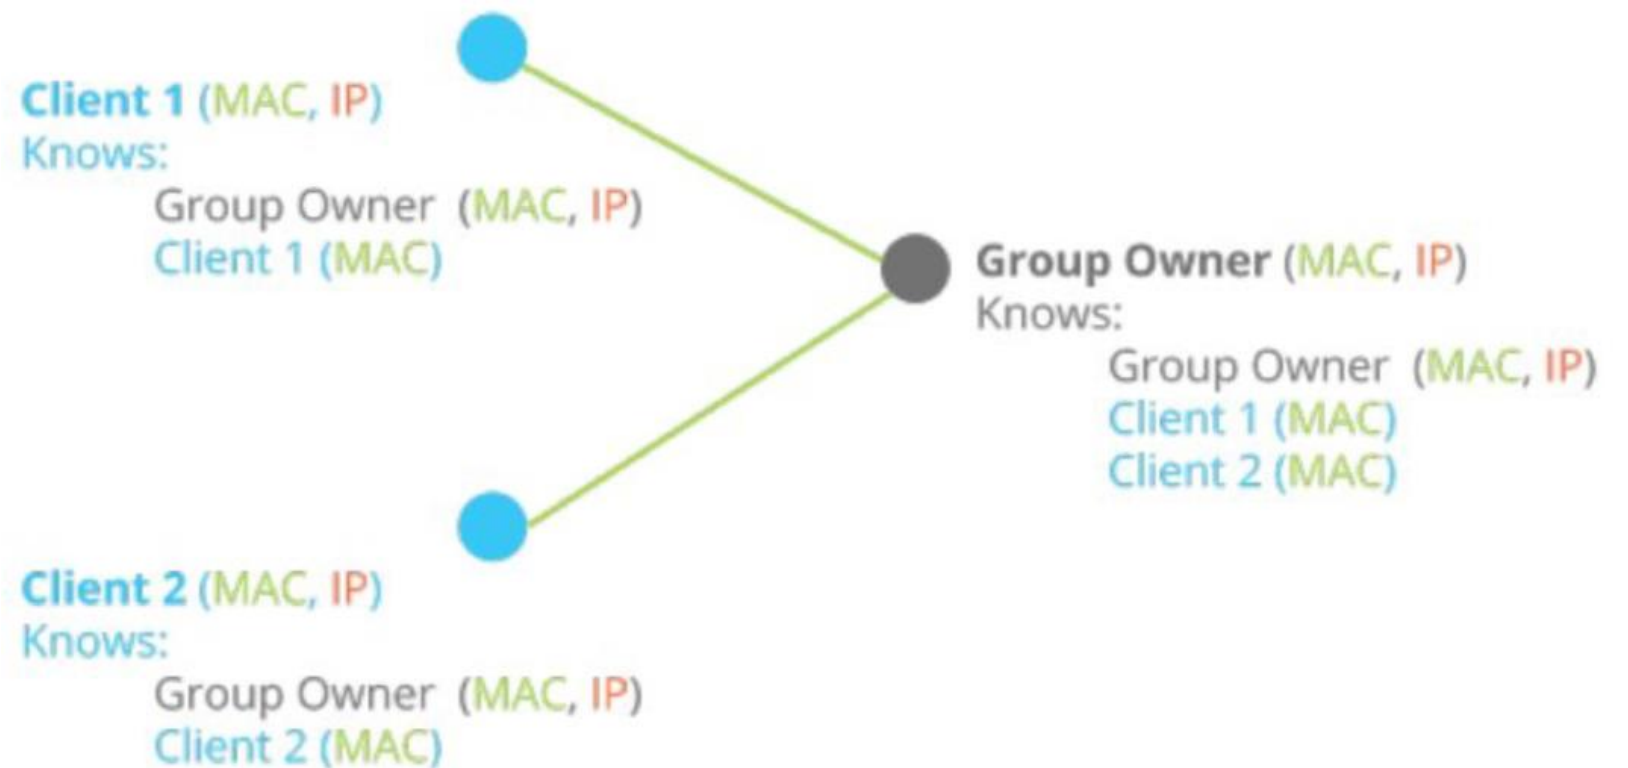 Client 1 (MAC, IP)
Knows:
Group Owner (MAC, IP)
Client 1 (MAC)
Group Owner (MAC, IP)
Knows:
Group Owner (MAC, IP)
Client 1 (MAC)
Client 2 (MAC)
Client 2 (MAC, IP)
Knows:
Group Owner (MAC, IP)
Client 2 (MAC)